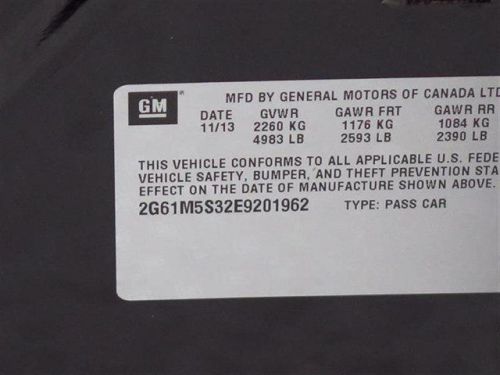 GM
MFD BY GENERAL MOTORS OF CANADA LTD
DATE GVWR GAWR FRT GAWR RR
11/13 2260 KG 1176 KG 1084 KG
4983 LB 2593 LB 2390 LB
THIS VEHICLE CONFORMS TO ALL APPLICABLE U.S. FEDE
VEHICLE SAFETY, BUMPER, AND THEFT PREVENTION STA
EFFECT ON THE DATE OF MANUFACTURE SHOWN ABOVE.
2G61M5S32E9201962 TYPE: PASS CAR